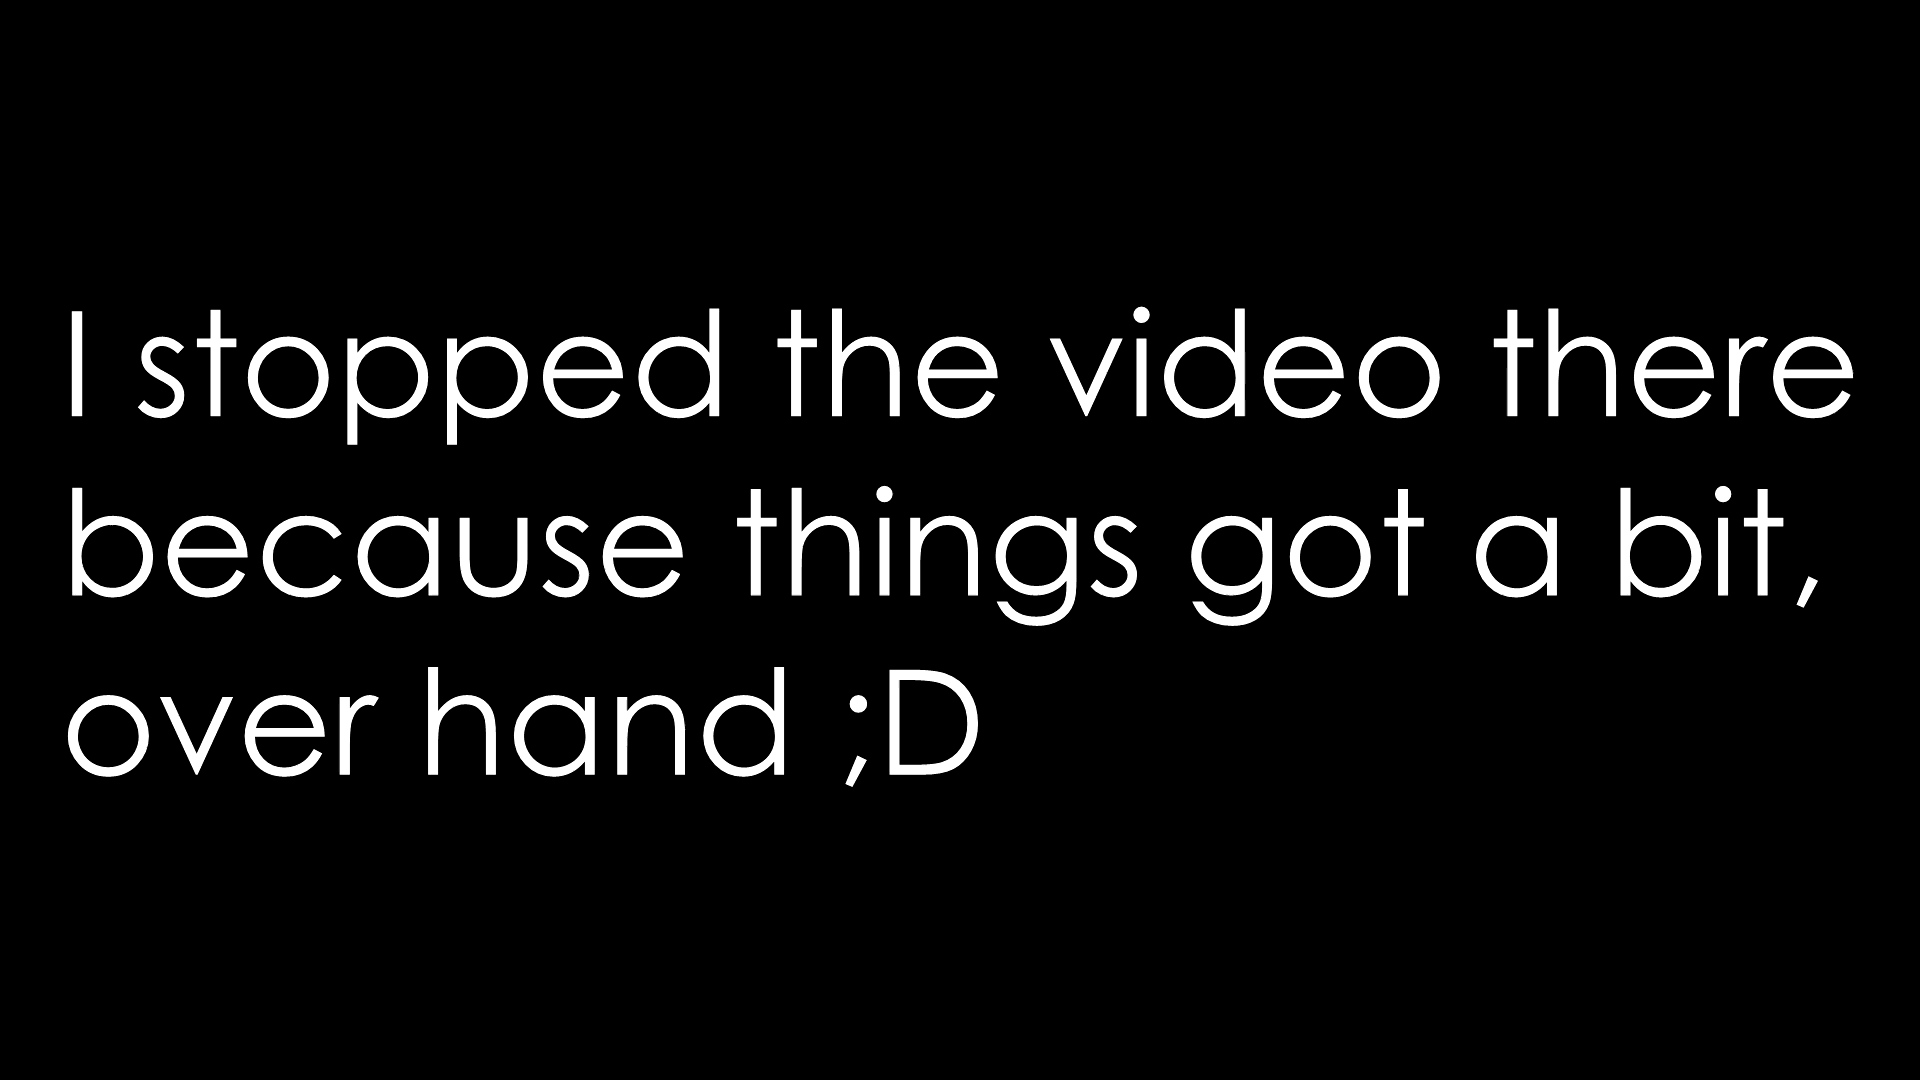 I stopped the video there
because things got a bit,
over hand ;D